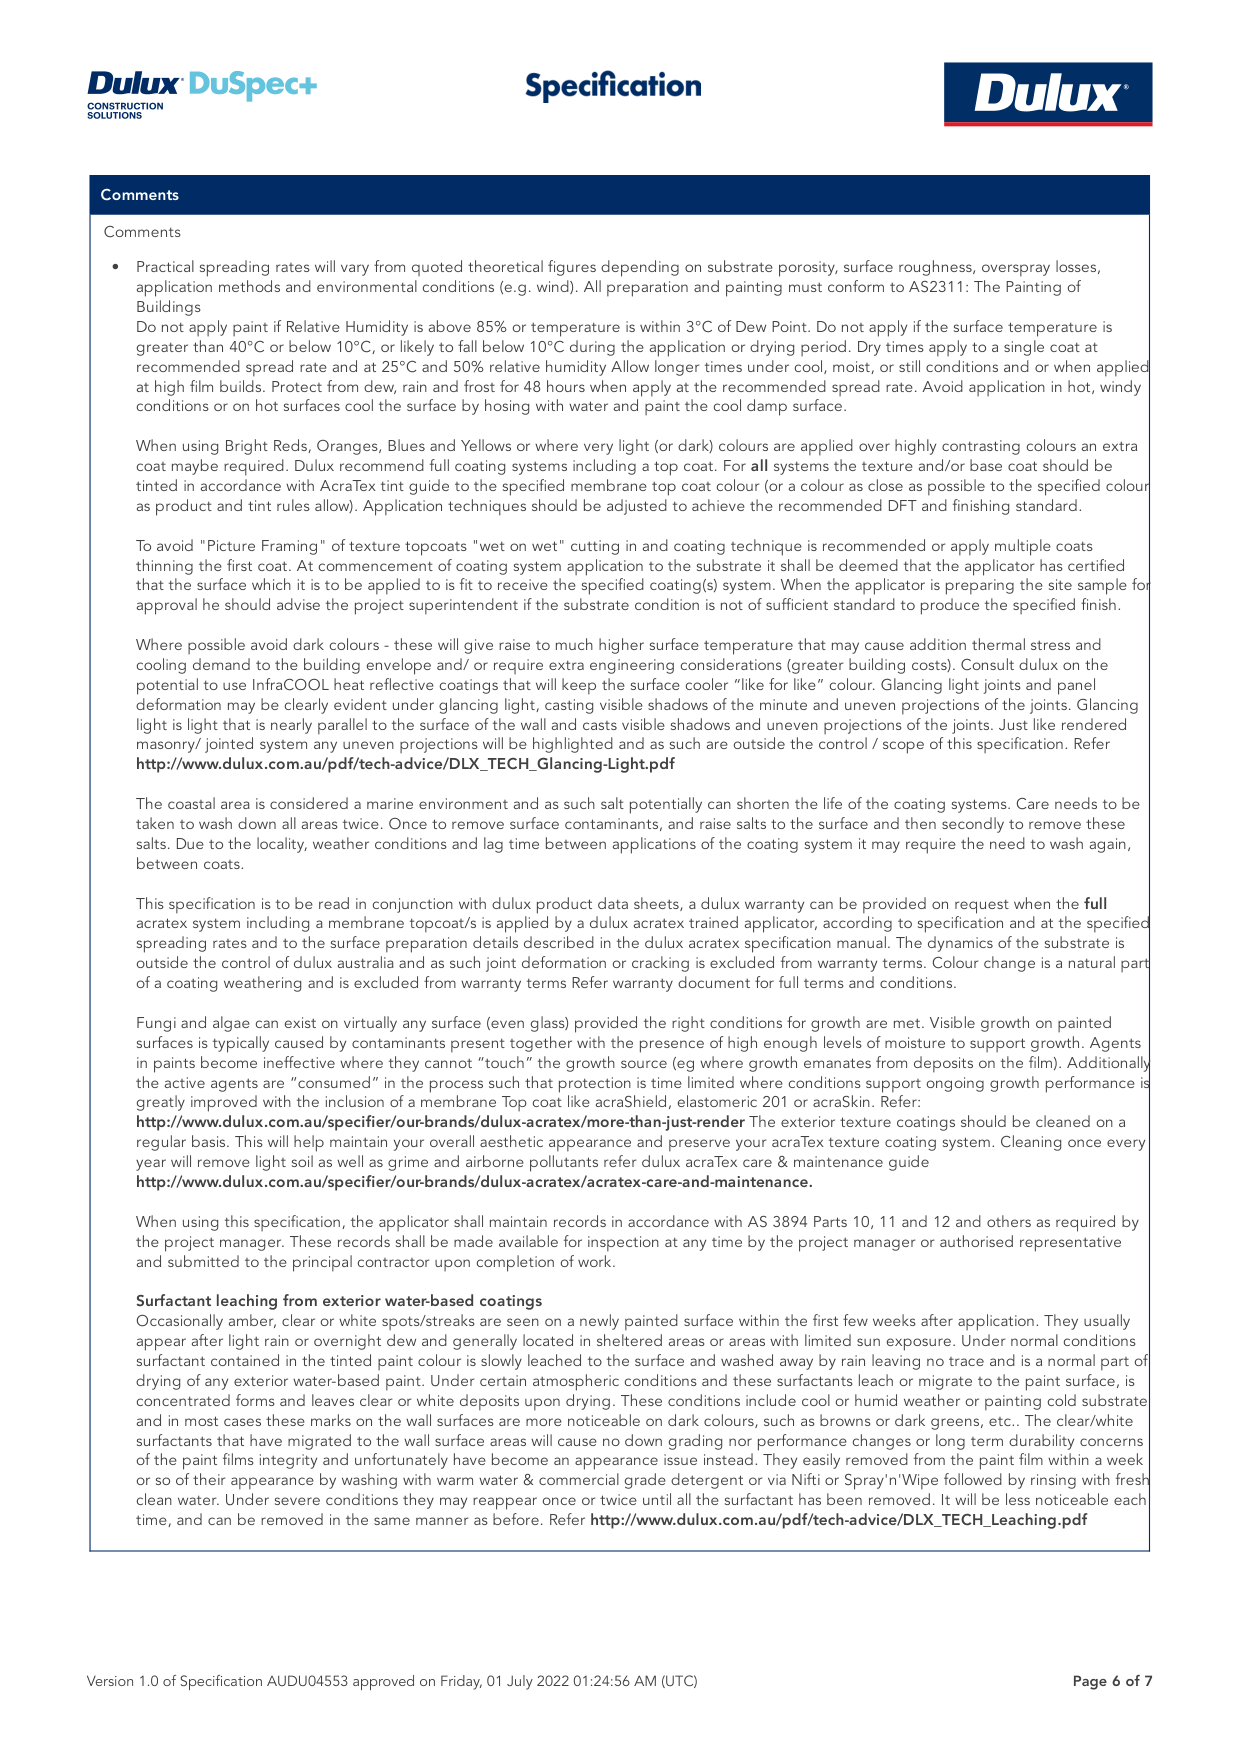 Dulux DuSpec+
CONSTRUCTION
SOLUTIONS
Specification
Dulux®
Comments
Comments
• Practical spreading rates will vary from quoted theoretical figures depending on substrate porosity, surface roughness, overspray losses,
application methods and environmental conditions (e.g. wind). All preparation and painting must conform to AS2311: The Painting of
Buildings
Do not apply paint if Relative Humidity is above 85% or temperature is within 3°C of Dew Point. Do not apply if the surface temperature is
greater than 40°C or below 10°C, or likely to fall below 10°C during the application or drying period. Dry times apply to a single coat at
recommended spread rate and at 25°C and 50% relative humidity Allow longer times under cool, moist, or still conditions and or when applied
at high film builds. Protect from dew, rain and frost for 48 hours when apply at the recommended spread rate. Avoid application in hot, windy
conditions or on hot surfaces cool the surface by hosing with water and paint the cool damp surface.
When using Bright Reds, Oranges, Blues and Yellows or where very light (or dark) colours are applied over highly contrasting colours an extra
coat maybe required. Dulux recommend full coating systems including a top coat. For all systems the texture and/or base coat should be
tinted in accordance with AcraTex tint guide to the specified membrane top coat colour (or a colour as close as possible to the specified colour
as product and tint rules allow). Application techniques should be adjusted to achieve the recommended DFT and finishing standard.
To avoid "Picture Framing" of texture topcoats "wet on wet" cutting in and coating technique is recommended or apply multiple coats
thinning the first coat. At commencement of coating system application to the substrate it shall be deemed that the applicator has certified
that the surface which it is to be applied to is fit to receive the specified coating(s) system. When the applicator is preparing the site sample for
approval he should advise the project superintendent if the substrate condition is not of sufficient standard to produce the specified finish.
Where possible avoid dark colours - these will give raise to much higher surface temperature that may cause addition thermal stress and
cooling demand to the building envelope and/ or require extra engineering considerations (greater building costs). Consult dulux on the
potential to use InfraCOOL heat reflective coatings that will keep the surface cooler “like for like” colour. Glancing light joints and panel
deformation may be clearly evident under glancing light, casting visible shadows of the minute and uneven projections of the joints. Glancing
light is light that is nearly parallel to the surface of the wall and casts visible shadows and uneven projections of the joints. Just like rendered
masonry/ jointed system any uneven projections will be highlighted and as such are outside the control / scope of this specification. Refer
http://www.dulux.com.au/pdf/tech-advice/DLX_TECH_Glancing-Light.pdf
The coastal area is considered a marine environment and as such salt potentially can shorten the life of the coating systems. Care needs to be
taken to wash down all areas twice. Once to remove surface contaminants, and raise salts to the surface and then secondly to remove these
salts. Due to the locality, weather conditions and lag time between applications of the coating system it may require the need to wash again,
between coats.
This specification is to be read in conjunction with dulux product data sheets, a dulux warranty can be provided on request when the full
acratex system including a membrane topcoat/s is applied by a dulux acratex trained applicator, according to specification and at the specified
spreading rates and to the surface preparation details described in the dulux acratex specification manual. The dynamics of the substrate is
outside the control of dulux australia and as such joint deformation or cracking is excluded from warranty terms. Colour change is a natural part
of a coating weathering and is excluded from warranty terms Refer warranty document for full terms and conditions.
Fungi and algae can exist on virtually any surface (even glass) provided the right conditions for growth are met. Visible growth on painted
surfaces is typically caused by contaminants present together with the presence of high enough levels of moisture to support growth. Agents
in paints become ineffective where they cannot “touch” the growth source (eg where growth emanates from deposits on the film). Additionally
the active agents are “consumed” in the process such that protection is time limited where conditions support ongoing growth performance is
greatly improved with the inclusion of a membrane Top coat like acraShield, elastomeric 201 or acraSkin. Refer:
http://www.dulux.com.au/specifier/our-brands/dulux-acratex/more-than-just-render The exterior texture coatings should be cleaned on a
regular basis. This will help maintain your overall aesthetic appearance and preserve your acraTex texture coating system. Cleaning once every
year will remove light soil as well as grime and airborne pollutants refer dulux acraTex care & maintenance guide
http://www.dulux.com.au/specifier/our-brands/dulux-acratex/acratex-care-and-maintenance.
When using this specification, the applicator shall maintain records in accordance with AS 3894 Parts 10, 11 and 12 and others as required by
the project manager. These records shall be made available for inspection at any time by the project manager or authorised representative
and submitted to the principal contractor upon completion of work.
Surfactant leaching from exterior water-based coatings
Occasionally amber, clear or white spots/streaks are seen on a newly painted surface within the first few weeks after application. They usually
appear after light rain or overnight dew and generally located in sheltered areas or areas with limited sun exposure. Under normal conditions
surfactant contained in the tinted paint colour is slowly leached to the surface and washed away by rain leaving no trace and is a normal part of
drying of any exterior water-based paint. Under certain atmospheric conditions and these surfactants leach or migrate to the paint surface, is
concentrated forms and leaves clear or white deposits upon drying. These conditions include cool or humid weather or painting cold substrate
and in most cases these marks on the wall surfaces are more noticeable on dark colours, such as browns or dark greens, etc.. The clear/white
surfactants that have migrated to the wall surface areas will cause no down grading nor performance changes or long term durability concerns
of the paint films integrity and unfortunately have become an appearance issue instead. They easily removed from the paint film within a week
or so of their appearance by washing with warm water & commercial grade detergent or via Nifti or Spray'n'Wipe followed by rinsing with fresh
clean water. Under severe conditions they may reappear once or twice until all the surfactant has been removed. It will be less noticeable each
time, and can be removed in the same manner as before. Refer http://www.dulux.com.au/pdf/tech-advice/DLX_TECH_Leaching.pdf
Version 1.0 of Specification AUDU04553 approved on Friday, 01 July 2022 01:24:56 AM (UTC)
Page 6 of 7